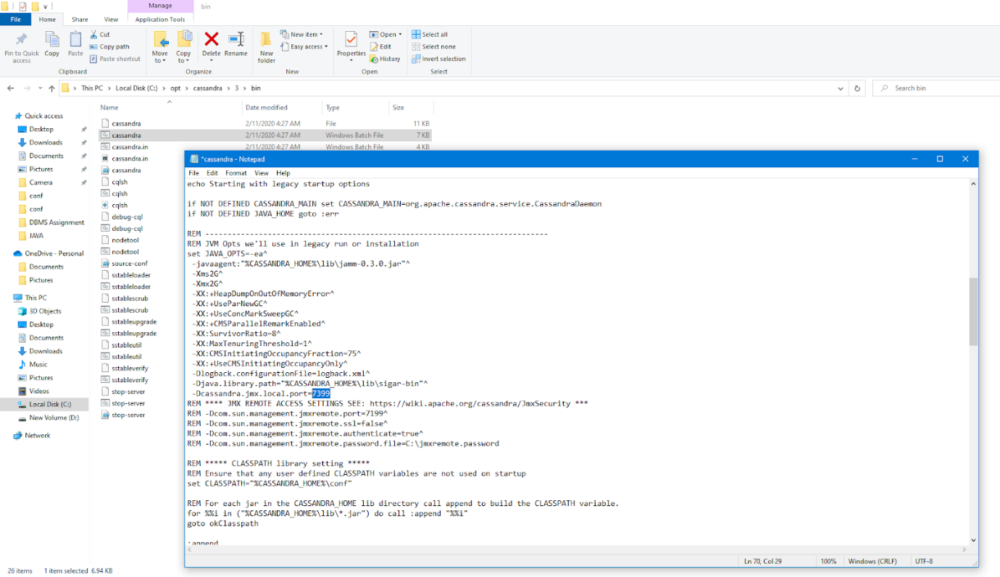 Manage
bin
File
Home
Share
View
Application Tools
Pin to Quick access
Copy
Paste
Cut
Copy path
Paste shortcut
Clipboard
Move to
Copy to
Delete
Rename
Organize
New folder
New item
Easy access
New
Properties
Open
Edit
History
Open
Select all
Select none
Invert selection
Select
This PC > Local Disk (C:) > opt > cassandra > 3 > bin
Search bin
Quick access
Desktop
Downloads
Documents
Pictures
Camera
conf
conf
DBMS Assignment
JAVA
OneDrive - Personal
Documents
Pictures
This PC
3D Objects
Desktop
Documents
Downloads
Music
Pictures
Videos
Local Disk (C:)
New Volume (D:)
Network
Name Date modified Type Size
cassandra 2/11/2020 4:27 AM File 11 KB
cassandra 2/11/2020 4:27 AM Windows Batch File 7 KB
cassandra.in 2/11/2020 4:27 AM Windows Batch File 4 KB
cassandra.in
cassandra
cqlsh
cqlsh
cqlsh
debug-cql
debug-cql
nodetool
nodetool
source-conf
sstableloader
sstableloader
sstablescrub
sstablescrub
sstableupgrade
sstableupgrade
sstableutil
sstableutil
sstableverify
sstableverify
stop-server
stop-server
stop-server
*cassandra - Notepad
File Edit Format View Help
echo Starting with legacy startup options
if NOT DEFINED CASSANDRA_MAIN set CASSANDRA_MAIN=org.apache.cassandra.service.CassandraDaemon
if NOT DEFINED JAVA_HOME goto :err
REM ------------------------------------------------------------------------
REM JVM Opts we'll use in legacy run or installation
set JAVA_OPTS=-ea^
-javaagent:"%CASSANDRA_HOME%\lib\jamm-0.3.0.jar"^
-Xms2G^
-Xmx2G^
-XX:+HeapDumpOnOutOfMemoryError^
-XX:+UseParNewGC^
-XX:+UseConcMarkSweepGC^
-XX:+CMSParallelRemarkEnabled^
-XX:SurvivorRatio=8^
-XX:MaxTenuringThreshold=1^
-XX:CMSInitiatingOccupancyFraction=75^
-XX:+UseCMSInitiatingOccupancyOnly^
-Dlogback.configurationFile=logback.xml^
-Djava.library.path="%CASSANDRA_HOME%\lib\sigar-bin"^
-Dcassandra.jmx.local.port=7399
REM **** JMX REMOTE ACCESS SETTINGS SEE: https://wiki.apache.org/cassandra/JmxSecurity ***
REM -Dcom.sun.management.jmxremote.port=7199^
REM -Dcom.sun.management.jmxremote.ssl=false^
REM -Dcom.sun.management.jmxremote.authenticate=true^
REM -Dcom.sun.management.jmxremote.password.file=C:\jmxremote.password
REM ***** CLASSPATH library setting *****
REM Ensure that any user defined CLASSPATH variables are not used on startup
set CLASSPATH="%CASSANDRA_HOME%\conf"
REM For each jar in the CASSANDRA_HOME lib directory call append to build the CLASSPATH variable.
for %%i in ("%CASSANDRA_HOME%\lib\*.jar") do call :append "%%i"
goto okClasspath
:append
Ln 70, Col 29 100% Windows (CRLF) UTF-8
26 items 1 item selected 6.94 KB